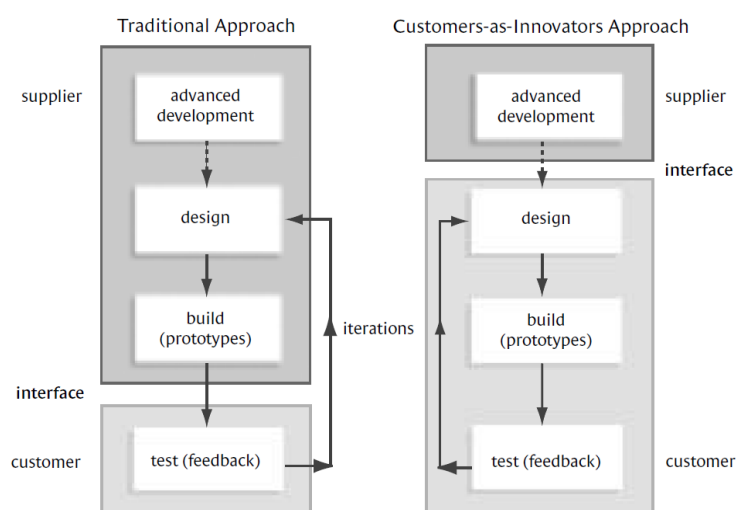 Traditional Approach
supplier
advanced
development
design
build
(prototypes)
iterations
interface
customer
test (feedback)
Customers-as-Innovators Approach
advanced
development
supplier
interface
design
build
(prototypes)
test (feedback)
customer